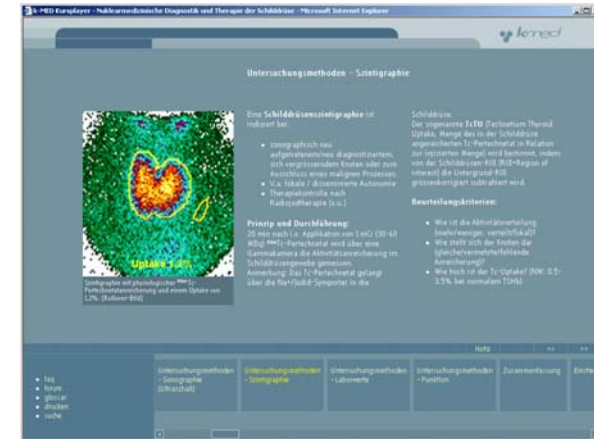 k-MED Kursplayer - Nuklearmedizinische Diagnostik und Therapie der Schilddrüse - Microsoft Internet Explorer
k-med
Untersuchungsmethoden - Szintigraphie
Uptake 1.2%
Szintigraphie mit physiologischer 99mTc-
Pertechnetatanreicherung und einem Uptake von
1.2%. (Rollover-Bild)
Eine Schilddrüsenszintigraphie ist
indiziert bei:
• sonographisch neu
aufgetretenem/neu diagnostiziertem,
sich vergrösserndem Knoten oder zum
Ausschluss eines malignen Prozesses.
• V.a. fokale / disseminierte Autonomie
• Therapiekontrolle nach
Radiojodtherapie (s.u.)
Prinzip und Durchführung:
20 min nach i.v. Applikation von 1 mCi (30-40
MBq) 99mTc-Pertechnetat wird über eine
Gammakamera die Aktivitätsanreicherung im
Schilddrüsengewebe gemessen.
Anmerkung: Das Tc-Pertechnetat gelangt
über die Na+/Jodid-Symporter in die
Schilddrüse.
Der sogenannte TcTU (Technetium Thyroid
Uptake, Menge des in der Schilddrüse
angereicherten Tc-Pertechnetat in Relation
zur injizierten Menge) wird bestimmt, indem
von der Schilddrüsen-ROI (ROI=Region of
interest) die Untergrund-ROI
grössenkorrigiert subtrahiert wird.
Beurteilungskriterien:
• Wie ist die Aktivitätsverteilung
(mehr/weniger, verteilt/fokal)?
• Wie stellt sich der Knoten dar
(gleiche/vermehrte/fehlende
Anreicherung)?
• Wie hoch ist der Tc-Uptake? (NW: 0.5-
3.5% bei normalem TSH)
Hoch <<  >>
• faq
• forum
• glossar
• drucken
• suche
Untersuchungsmethoden
- Sonographie
(Ultraschall)
Untersuchungsmethoden
- Szintigraphie
Untersuchungsmethoden
- Laborwerte
Untersuchungsmethoden
- Punktion
Zusammenfassung